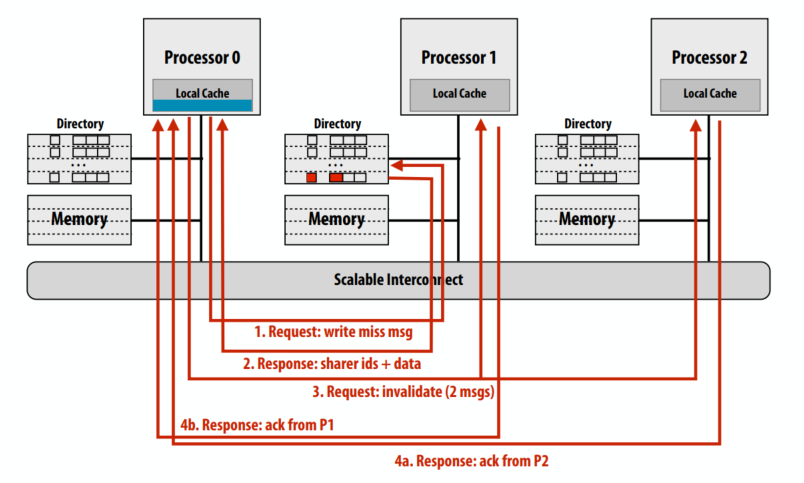 Processor 0
Local Cache
Processor 1
Local Cache
Processor 2
Local Cache
Directory
...
Memory
Directory
...
Memory
Directory
...
Memory
Scalable Interconnect
1. Request: write miss msg
2. Response: sharer ids + data
3. Request: invalidate (2 msgs)
4b. Response: ack from P1
4a. Response: ack from P2